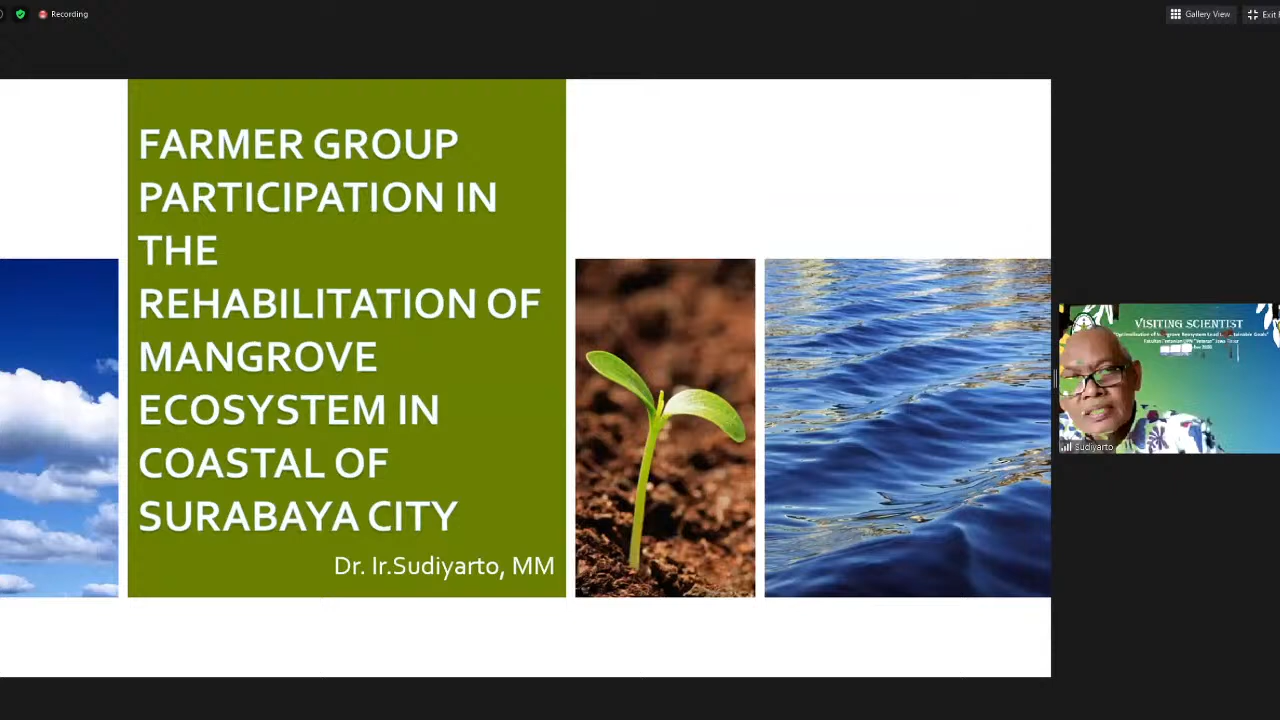 Recording
Gallery View
Exit
FARMER GROUP
PARTICIPATION IN
THE
REHABILITATION OF
MANGROVE
ECOSYSTEM IN
COASTAL OF
SURABAYA CITY
Dr. Ir.Sudiyarto, MM
VISITING SCIENTIST
Sudiyarto